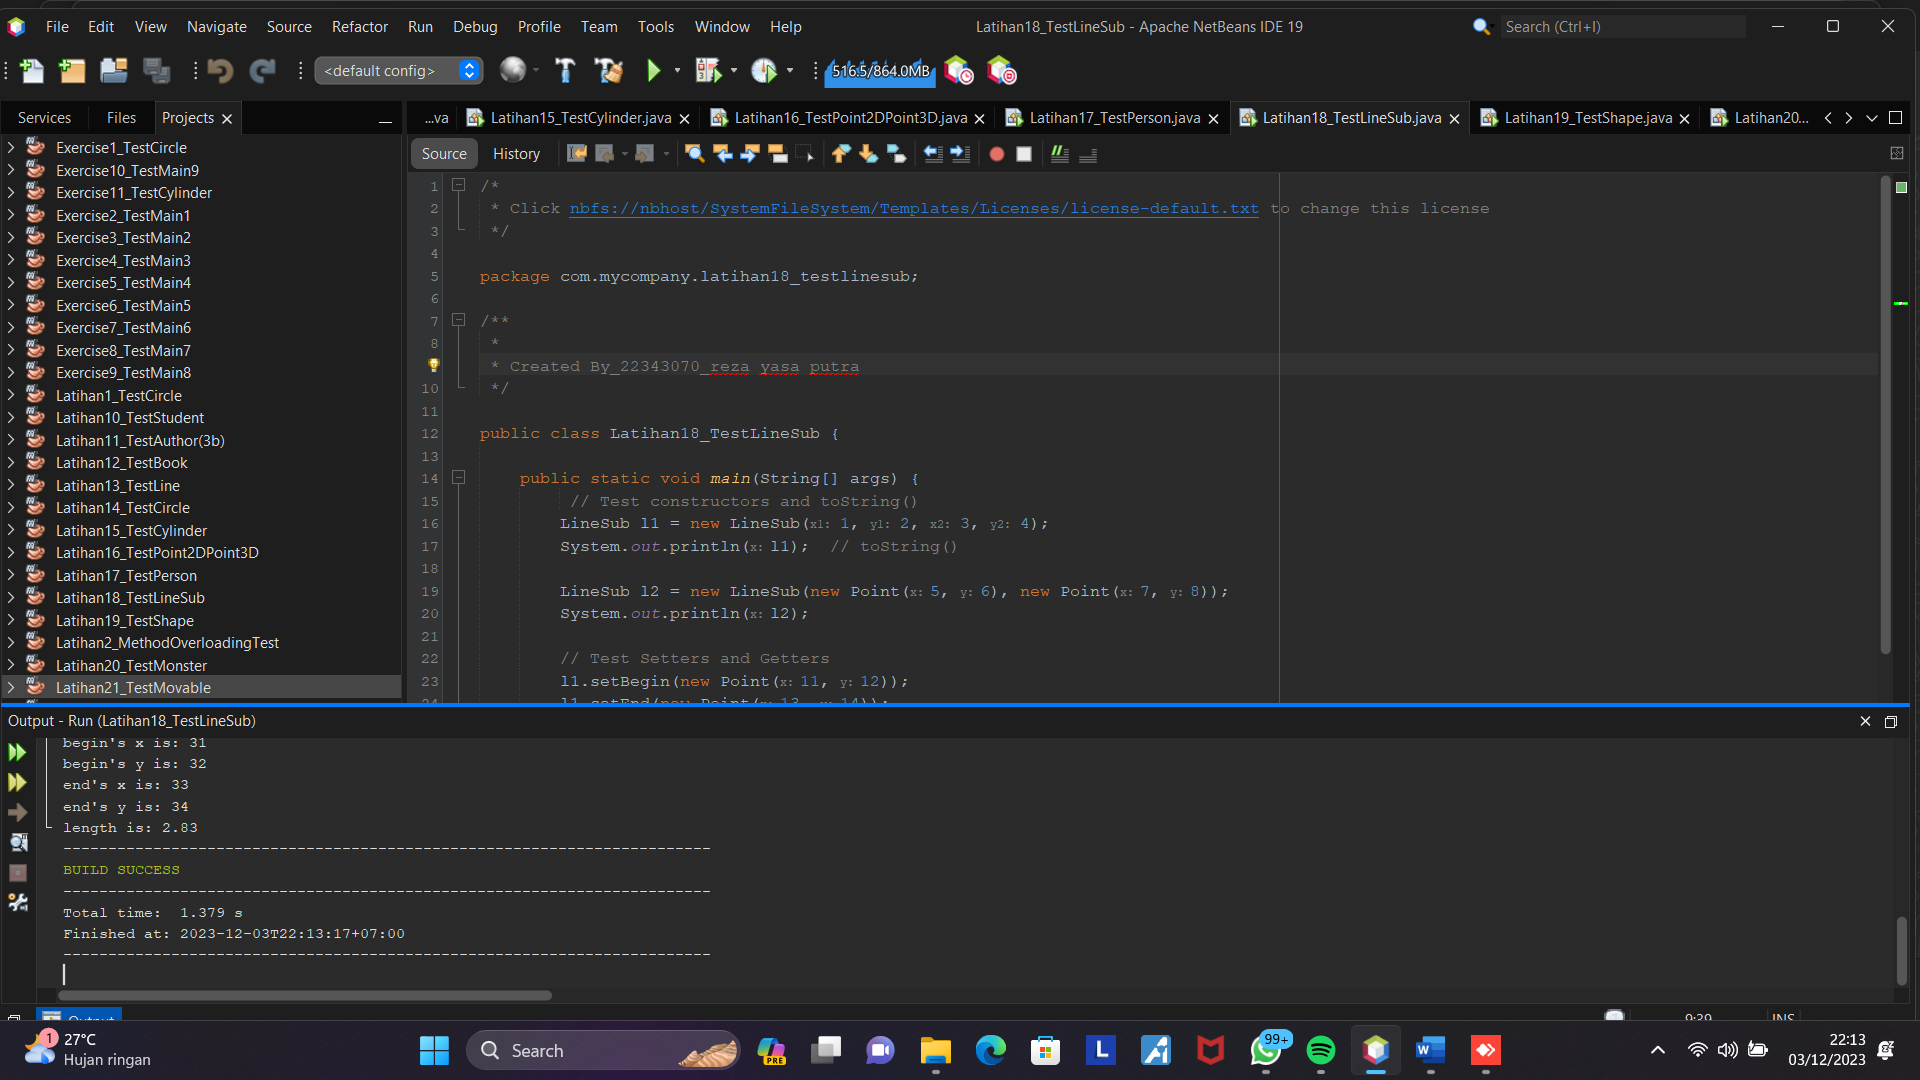 File Edit View Navigate Source Refactor Run Debug Profile Team Tools Window Help
Latihan18_TestLineSub - Apache NetBeans IDE 19
Search (Ctrl+I)
<default config>
516.5/864.0MB
Services Files Projects
...va Latihan15_TestCylinder.java Latihan16_TestPoint2DPoint3D.java Latihan17_TestPerson.java Latihan18_TestLineSub.java Latihan19_TestShape.java Latihan20...
Source History
Exercise1_TestCircle
Exercise10_TestMain9
Exercise11_TestCylinder
Exercise2_TestMain1
Exercise3_TestMain2
Exercise4_TestMain3
Exercise5_TestMain4
Exercise6_TestMain5
Exercise7_TestMain6
Exercise8_TestMain7
Exercise9_TestMain8
Latihan1_TestCircle
Latihan10_TestStudent
Latihan11_TestAuthor(3b)
Latihan12_TestBook
Latihan13_TestLine
Latihan14_TestCircle
Latihan15_TestCylinder
Latihan16_TestPoint2DPoint3D
Latihan17_TestPerson
Latihan18_TestLineSub
Latihan19_TestShape
Latihan2_MethodOverloadingTest
Latihan20_TestMonster
Latihan21_TestMovable
1 /*
2 * Click nbfs://nbhost/SystemFileSystem/Templates/Licenses/license-default.txt to change this license
3 */
4
5 package com.mycompany.latihan18_testlinesub;
6
7 /**
8 *
* Created By_22343070_reza yasa putra
10 */
11
12 public class Latihan18_TestLineSub {
13
14 public static void main(String[] args) {
15 // Test constructors and toString()
16 LineSub l1 = new LineSub(x1: 1, y1: 2, x2: 3, y2: 4);
17 System.out.println(x: l1); // toString()
18
19 LineSub l2 = new LineSub(new Point(x: 5, y: 6), new Point(x: 7, y: 8));
20 System.out.println(x: l2);
21
22 // Test Setters and Getters
23 l1.setBegin(new Point(x: 11, y: 12));
24 l1.setEnd(new Point(x: 13, y: 14));
Output - Run (Latihan18_TestLineSub)
begin's x is: 31
begin's y is: 32
end's x is: 33
end's y is: 34
length is: 2.83
------------------------------------------------------------------------
BUILD SUCCESS
------------------------------------------------------------------------
Total time: 1.379 s
Finished at: 2023-12-03T22:13:17+07:00
------------------------------------------------------------------------
Output
9:39 INS
1
27°C
Hujan ringan
Search
PRE
L
99+
W
22:13
03/12/2023